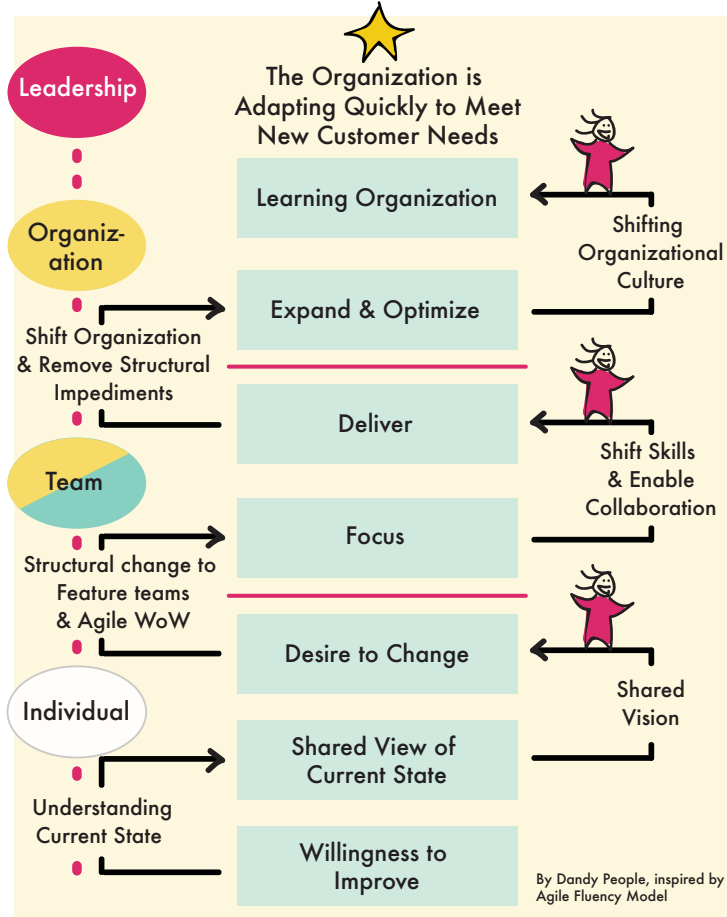 Leadership
The Organization is
Adapting Quickly to Meet
New Customer Needs
Learning Organization
Shifting
Organizational
Culture
Organiz-
ation
Expand & Optimize
Shift Organization
& Remove Structural
Impediments
Deliver
Shift Skills
& Enable
Collaboration
Team
Focus
Structural change to
Feature teams
& Agile WoW
Desire to Change
Shared
Vision
Individual
Shared View of
Current State
Understanding
Current State
Willingness to
Improve
By Dandy People, inspired by
Agile Fluency Model